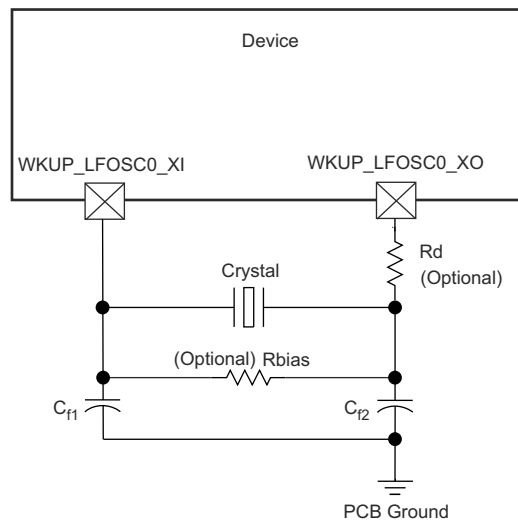 Device
WKUP_LFOSC0_XI
WKUP_LFOSC0_XO
Rd
(Optional)
Crystal
(Optional) Rbias
Cf1
Cf2
PCB Ground